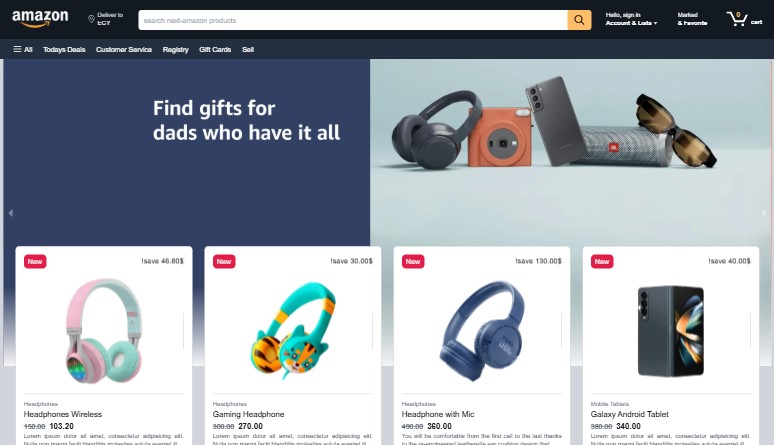 amazon
Deliver to
EGY
search next-amazon products
Hello, sign in
Account & Lists
Marked
& Favorite
0
cart
All
Todays Deals
Customer Service
Registry
Gift Cards
Sell
Find gifts for
dads who have it all
JBL
New
!save 46.80$
New
!save 30.00$
New
!save 130.00$
JBL
New
!save 40.00$
Headphones
Headphones Wireless
150.00 103.20
Lorem ipsum dolor sit amet, consectetur adipisicing elit.
Headphones
Gaming Headphone
300.00 270.00
Lorem ipsum dolor sit amet, consectetur adipisicing elit.
Headphones
Headphone with Mic
490.00 360.00
You will be comfortable from the first call to the last thanks
Mobile Tablets
Galaxy Android Tablet
380.00 340.00
Lorem ipsum dolor sit amet, consectetur adipisicing elit.